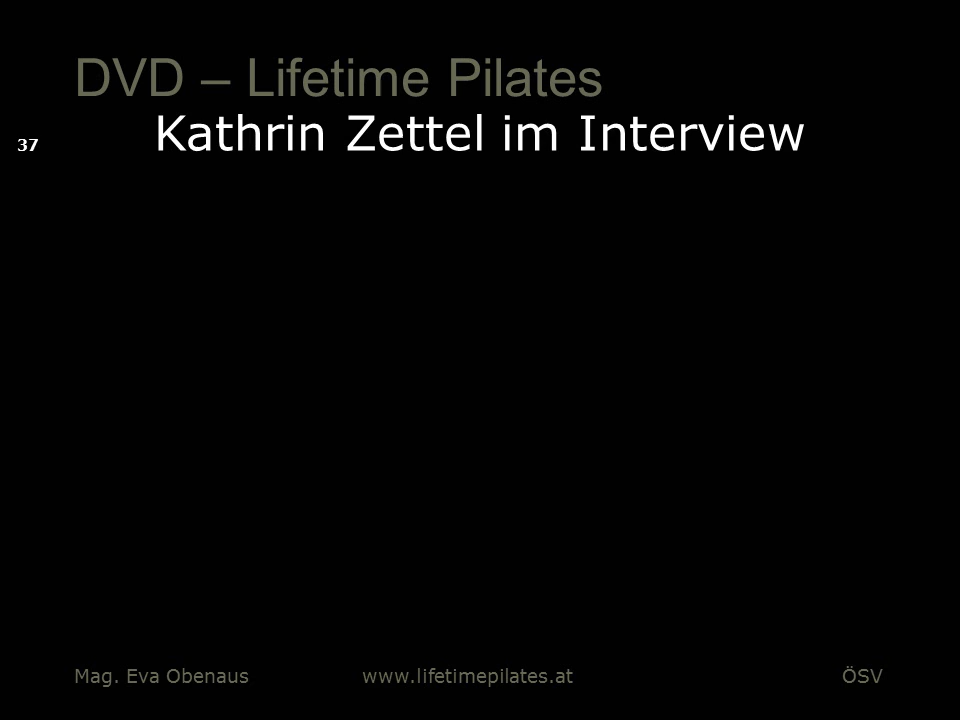 DVD – Lifetime Pilates
Kathrin Zettel im Interview
37
Mag. Eva Obenaus www.lifetimepilates.at ÖSV